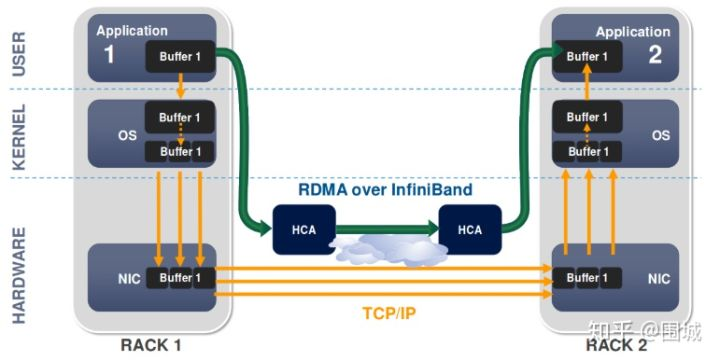 USER
KERNEL
HARDWARE
Application
1
Buffer 1
Buffer 1
OS
Buffer 1
NIC
Buffer 1
RACK 1
RDMA over InfiniBand
HCA
HCA
TCP/IP
Application
2
Buffer 1
Buffer 1
OS
Buffer 1
Buffer 1
NIC
RACK 2
知乎 @围城